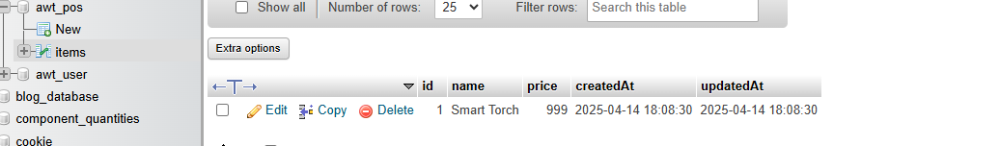 awt_pos
New
items
awt_user
blog_database
component_quantities
cookie
Show all Number of rows: 25 Filter rows: Search this table
Extra options
id name price createdAt updatedAt
Edit Copy Delete 1 Smart Torch 999 2025-04-14 18:08:30 2025-04-14 18:08:30